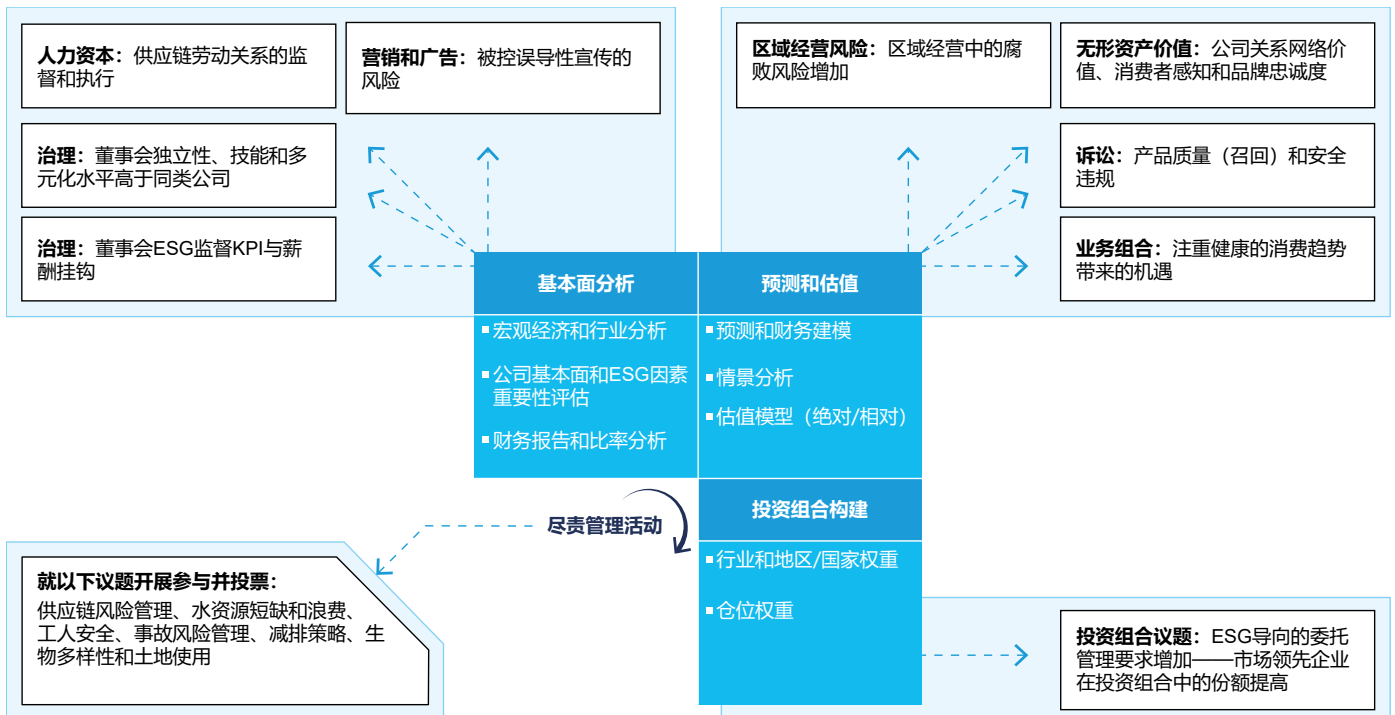 人力资本：供应链劳动关系的监
督和执行
营销和广告：被控误导性宣传的
风险
治理：董事会独立性、技能和多
元化水平高于同类公司
治理：董事会ESG监督KPI与薪
酬挂钩
区域经营风险：区域经营中的腐
败风险增加
无形资产价值：公司关系网络价
值、消费者感知和品牌忠诚度
诉讼：产品质量（召回）和安全
违规
业务组合：注重健康的消费趋势
带来的机遇
基本面分析
宏观经济和行业分析
公司基本面和ESG因素
重要性评估
财务报告和比率分析
预测和估值
预测和财务建模
情景分析
估值模型（绝对/相对）
尽责管理活动
投资组合构建
行业和地区/国家权重
仓位权重
就以下议题开展参与并投票：
供应链风险管理、水资源短缺和浪费、
工人安全、事故风险管理、减排策略、生
物多样性和土地使用
投资组合议题：ESG导向的委托
管理要求增加——市场领先企业
在投资组合中的份额提高